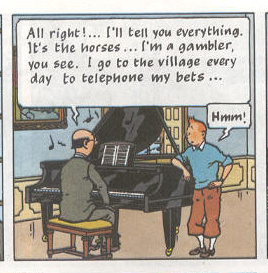 All right!... I'll tell you everything.
It's the horses... I'm a gambler,
you see. I go to the village every
day to telephone my bets...
Hmm!